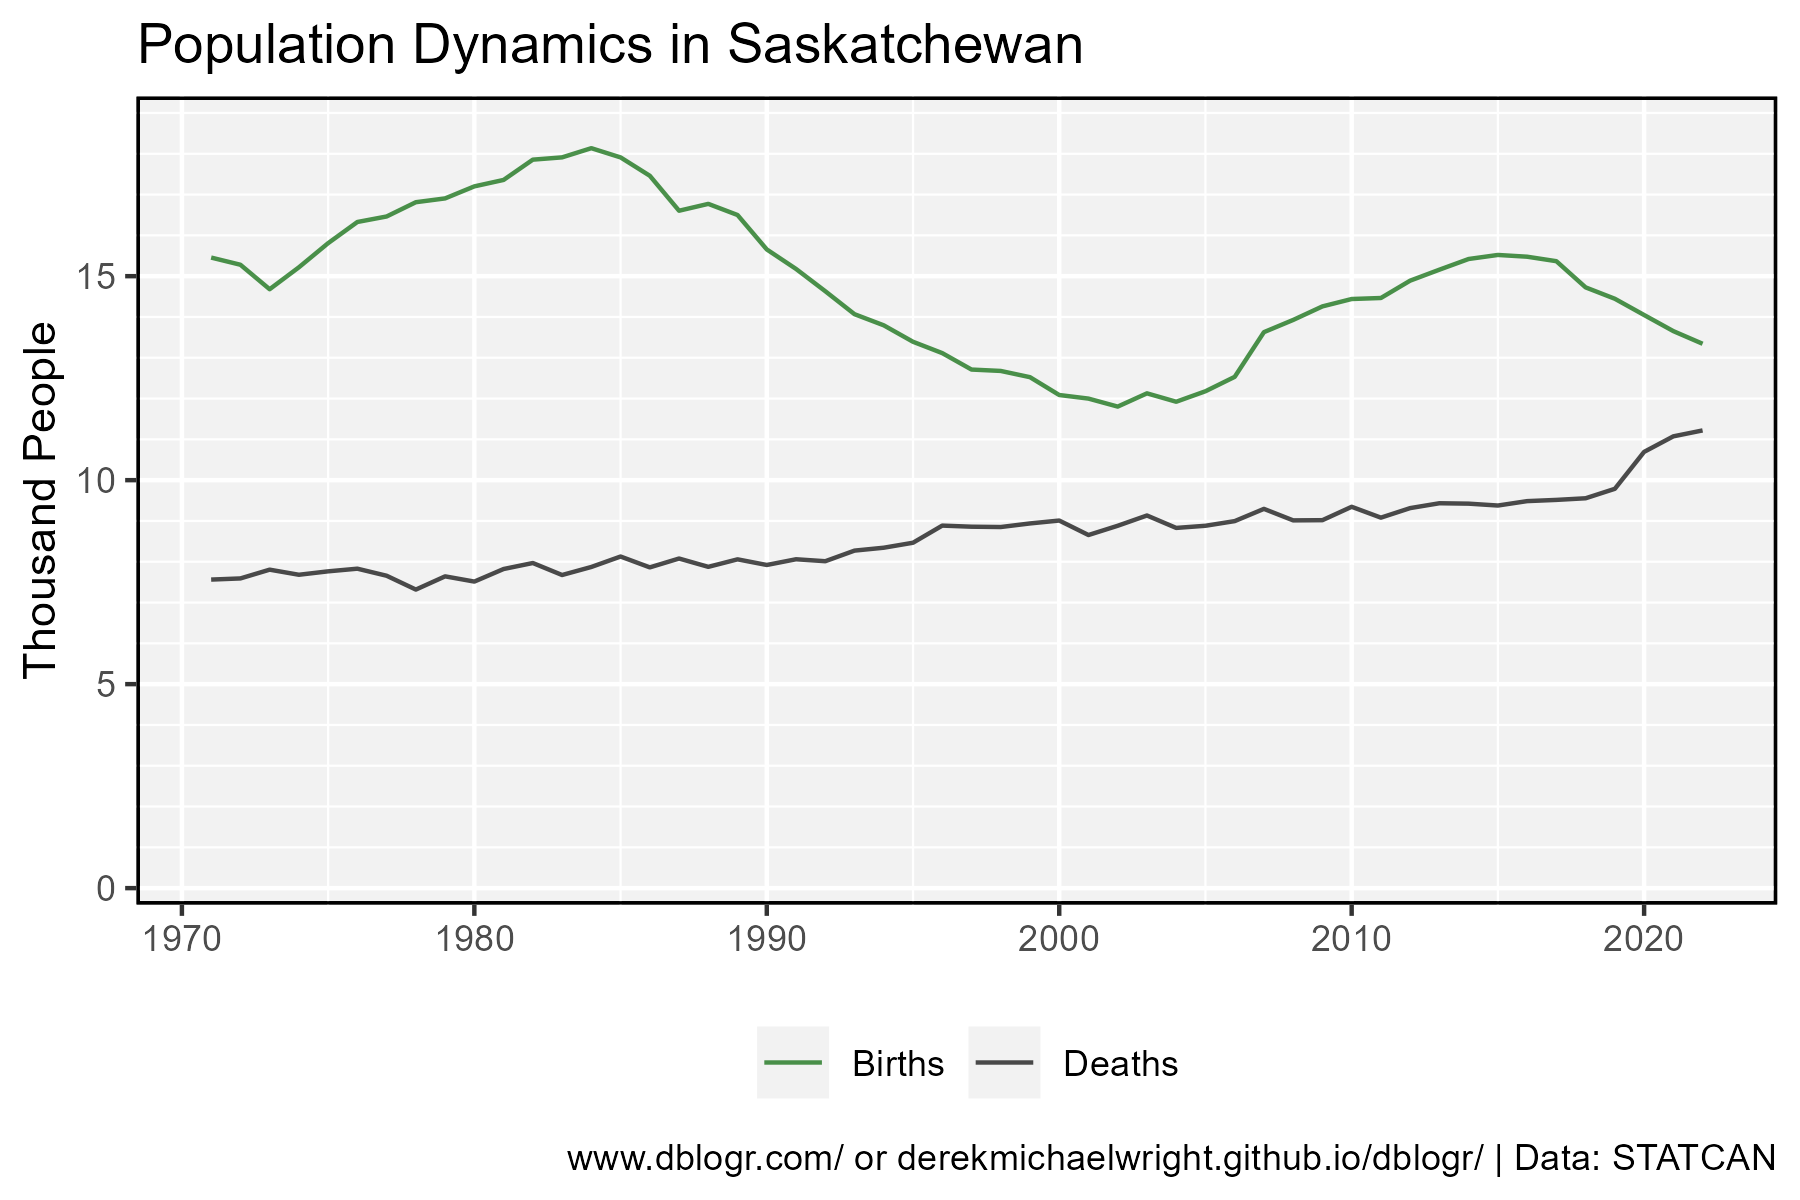 Population Dynamics in Saskatchewan
Thousand People
15
10
5
0
1970 1980 1990 2000 2010 2020
Births Deaths
www.dblogr.com/ or derekmichaelwright.github.io/dblogr/ | Data: STATCAN